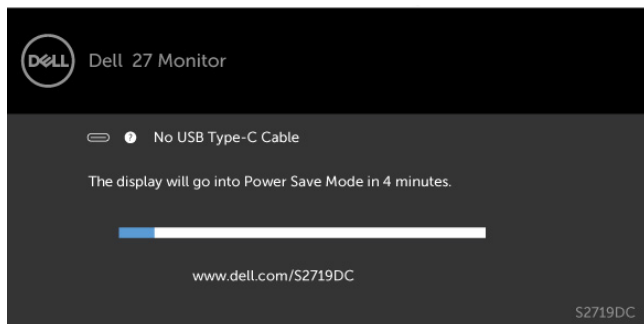 DELL
Dell 27 Monitor
? No USB Type-C Cable
The display will go into Power Save Mode in 4 minutes.
www.dell.com/S2719DC
S2719DC